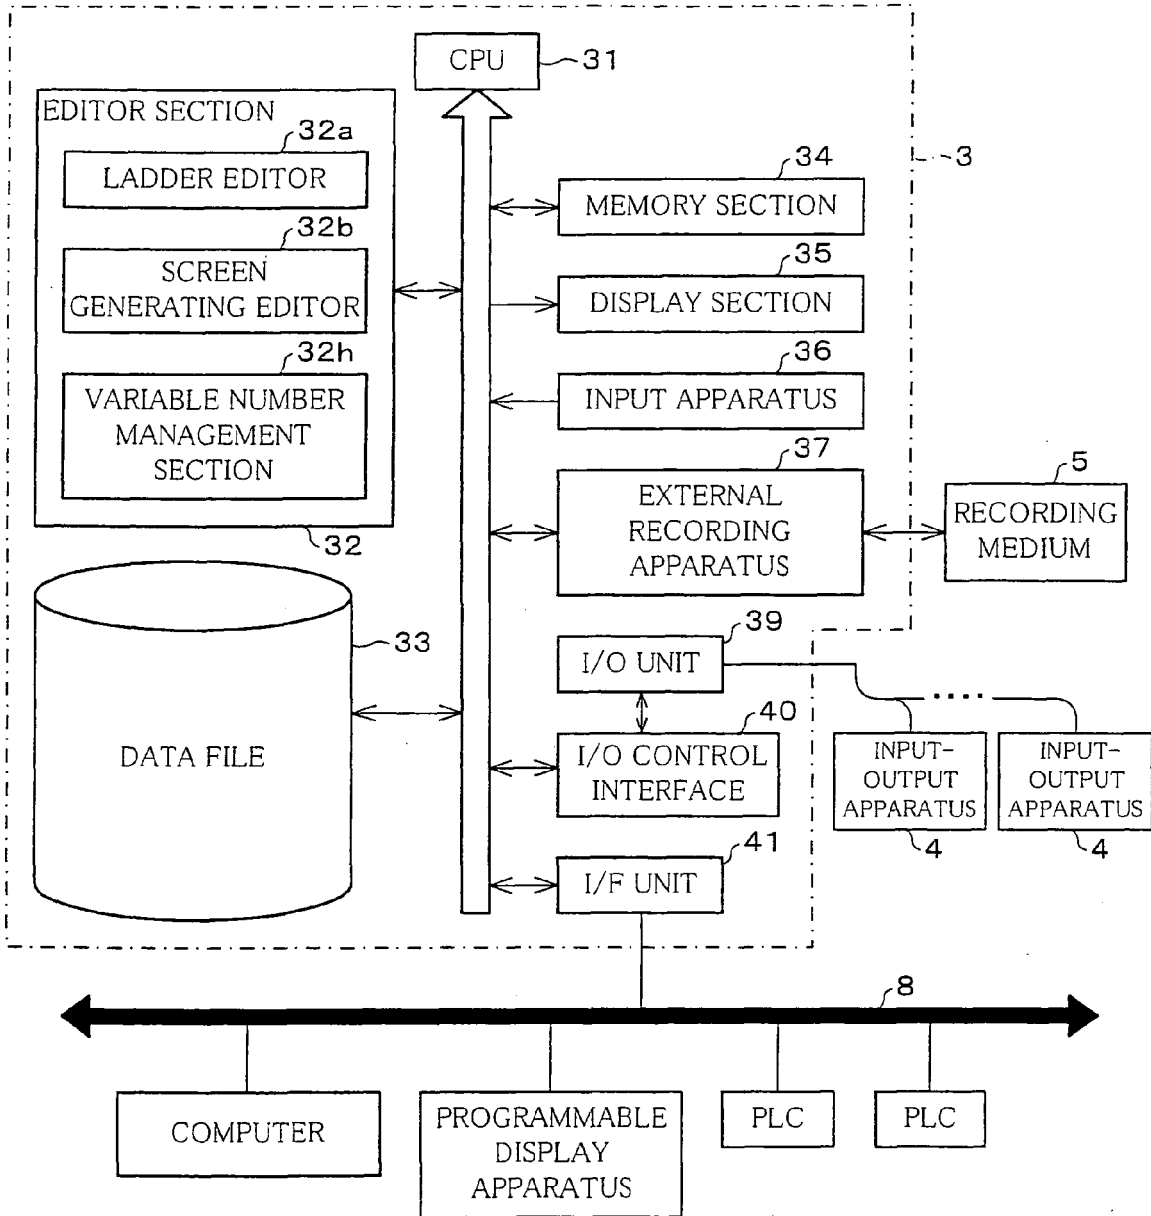 CPU
31
EDITOR SECTION
32a
LADDER EDITOR
32b
SCREEN
GENERATING EDITOR
32h
VARIABLE NUMBER
MANAGEMENT
SECTION
32
34
MEMORY SECTION
3
35
DISPLAY SECTION
36
INPUT APPARATUS
37
EXTERNAL
RECORDING
APPARATUS
5
RECORDING
MEDIUM
33
DATA FILE
39
I/O UNIT
40
I/O CONTROL
INTERFACE
INPUT-
OUTPUT
APPARATUS
4
INPUT-
OUTPUT
APPARATUS
4
41
I/F UNIT
8
COMPUTER
PROGRAMMABLE
DISPLAY
APPARATUS
PLC
PLC